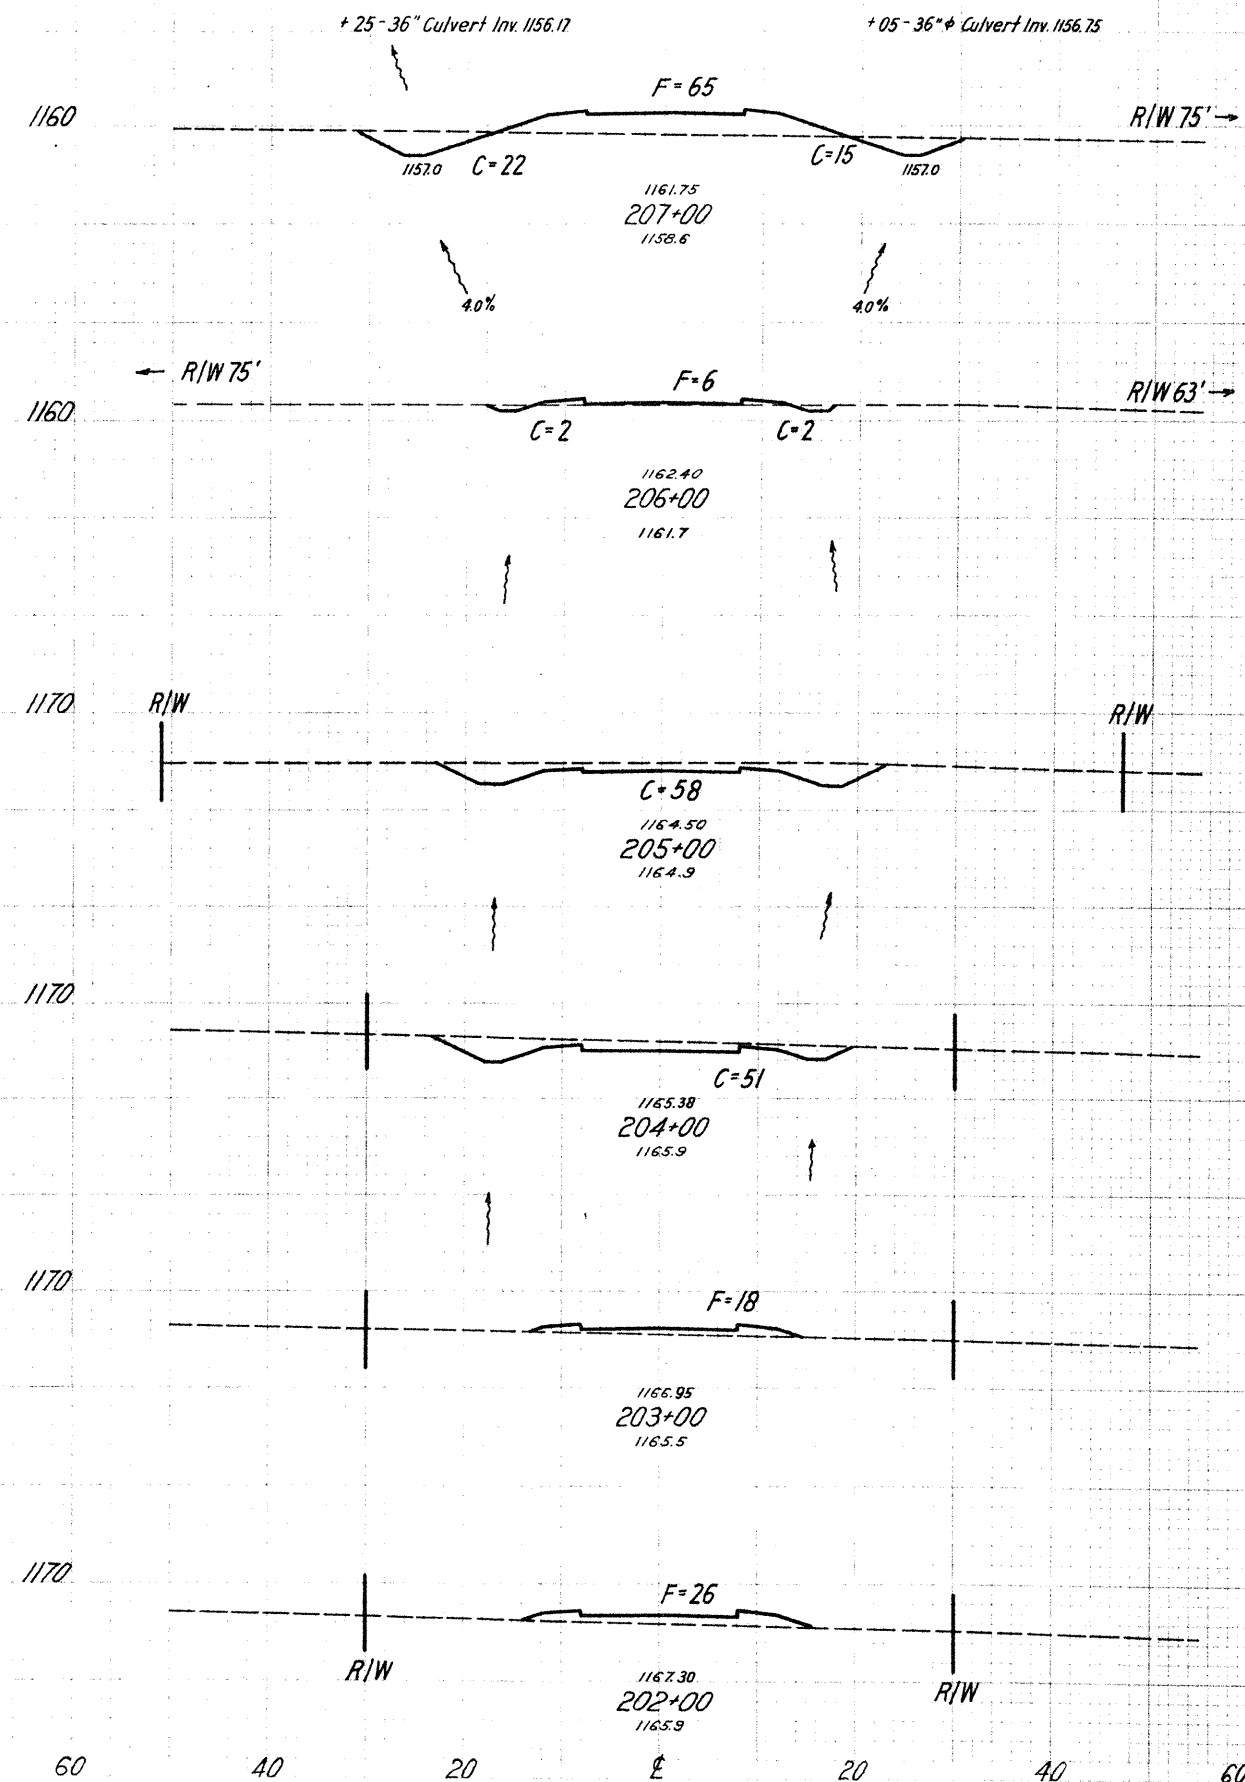 + 25 - 36" Culvert Inv. 1156.17
+ 05 - 36" ϕ Culvert Inv. 1156.75
F = 65
1160
R/W 75' →
1157.0
C = 22
C = 15
1157.0
1161.75
207+00
1158.6
4.0%
4.0%
← R/W 75'
F = 6
R/W 63' →
1160
C = 2
C = 2
1162.40
206+00
1161.7
1170
R/W
R/W
C = 58
1164.50
205+00
1164.9
1170
C = 51
1165.38
204+00
1165.9
1170
F = 18
1166.95
203+00
1165.5
1170
F = 26
R/W
R/W
1167.30
202+00
1165.9
60 40 20 ℄ 20 40 60